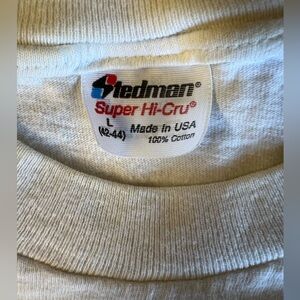 Stedman®
Super Hi-Cru®
L
(42-44)
Made in USA
100% Cotton